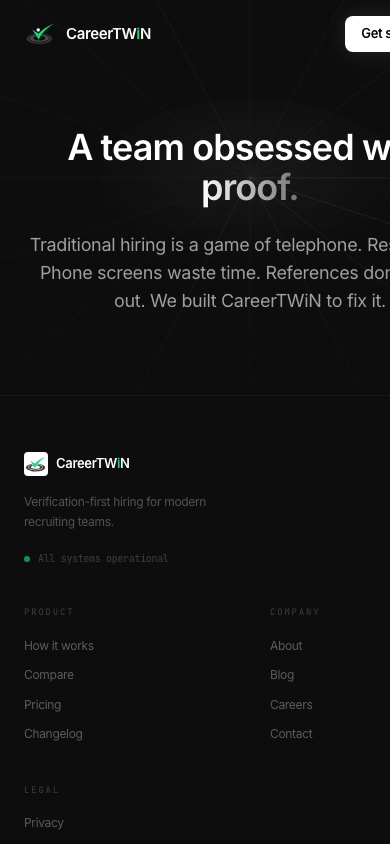 CareerTWiN
Get s
A team obsessed w
proof.
Traditional hiring is a game of telephone. Res
Phone screens waste time. References don
out. We built CareerTWiN to fix it.
CareerTWiN
Verification-first hiring for modern
recruiting teams.
All systems operational
PRODUCT
COMPANY
How it works
About
Compare
Blog
Pricing
Careers
Changelog
Contact
LEGAL
Privacy